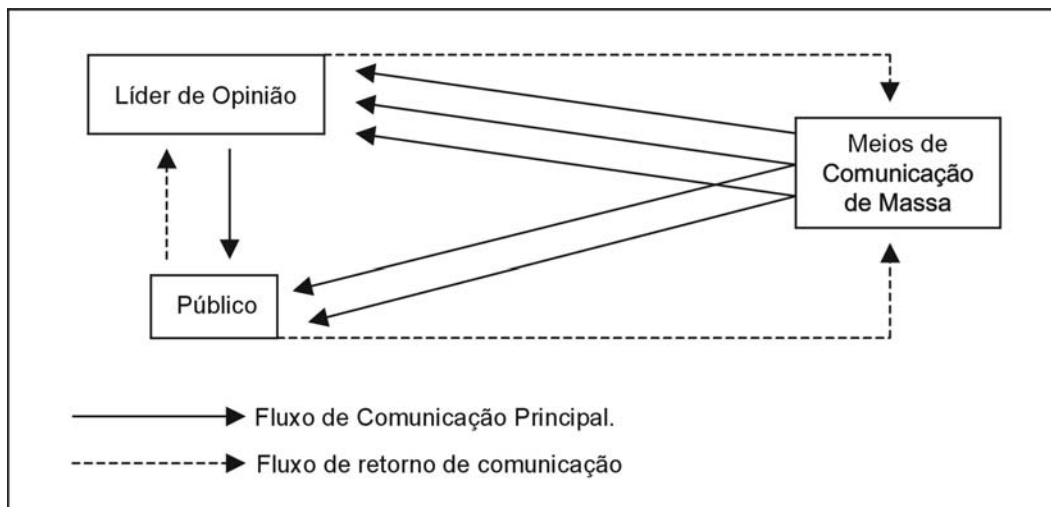 Líder de Opinião
Meios de
Comunicação
de Massa
Público
Fluxo de Comunicação Principal.
Fluxo de retorno de comunicação